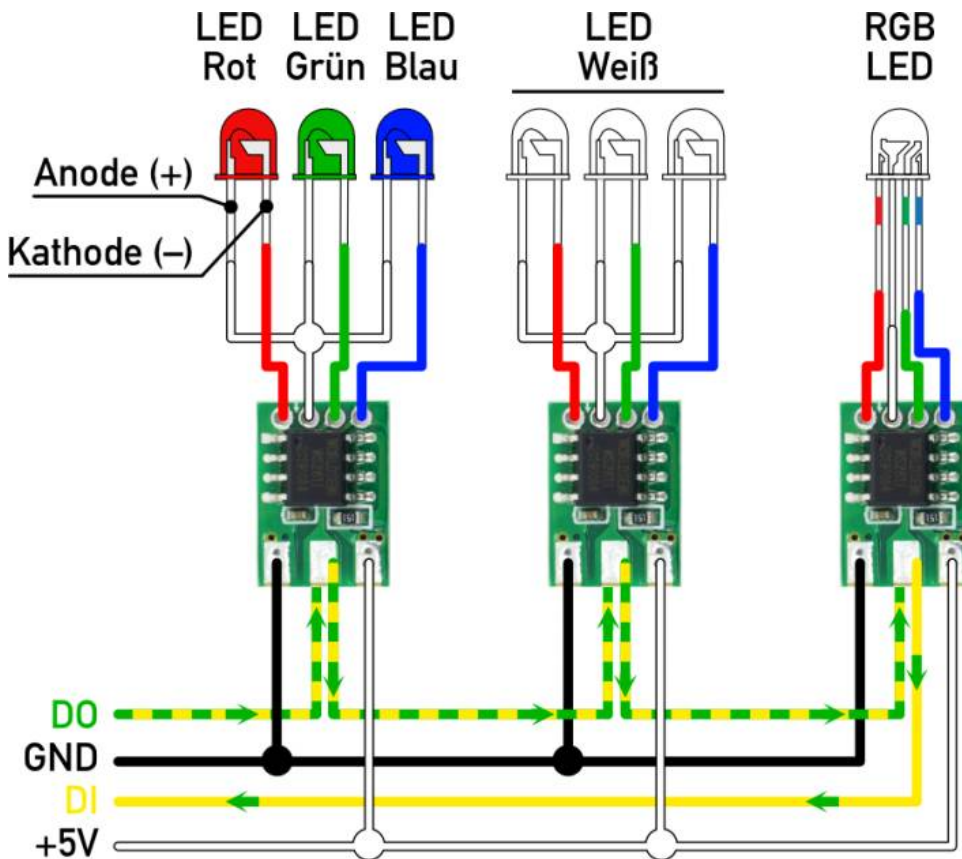 LED
Rot
LED
Grün
LED
Blau
LED
Weiß
RGB
LED
Anode (+)
Kathode (–)
DO
GND
DI
+5V